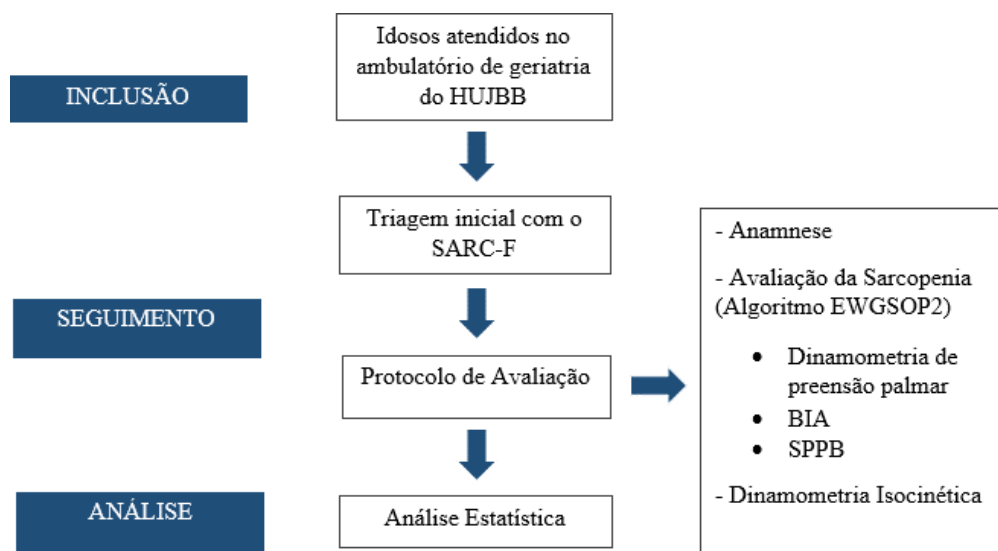 INCLUSÃO
Idosos atendidos no
ambulatório de geriatria
do HUJBB
Triagem inicial com o
SARC-F
SEGUIMENTO
Protocolo de Avaliação
- Anamnese
- Avaliação da Sarcopenia
(Algoritmo EWGSOP2)
• Dinamometria de
preensão palmar
• BIA
• SPPB
- Dinamometria Isocinética
ANÁLISE
Análise Estatística